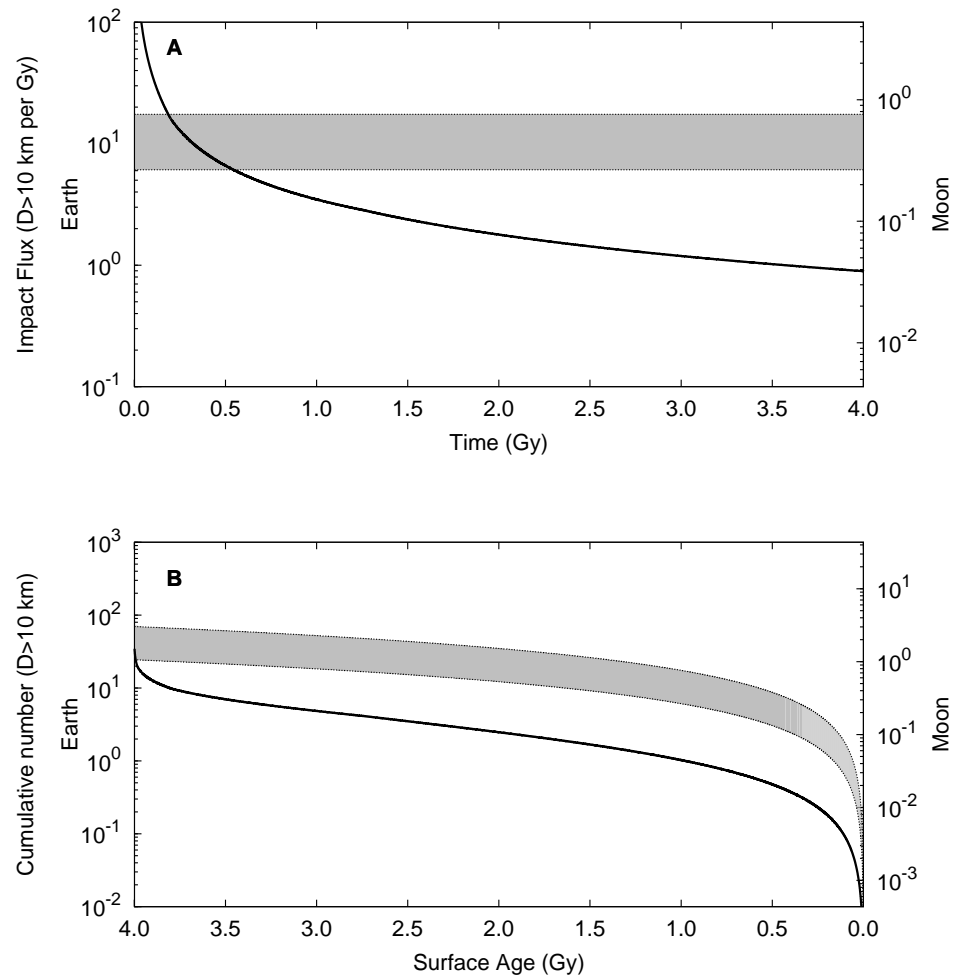 A
Impact Flux (D>10 km per Gy)
Earth
Moon
10^2
10^1
10^0
10^-1
10^0
10^-1
10^-2
0.0 0.5 1.0 1.5 2.0 2.5 3.0 3.5 4.0
Time (Gy)
B
Cumulative number (D>10 km)
Earth
Moon
10^3
10^2
10^1
10^0
10^-1
10^-2
10^1
10^0
10^-1
10^-2
10^-3
4.0 3.5 3.0 2.5 2.0 1.5 1.0 0.5 0.0
Surface Age (Gy)